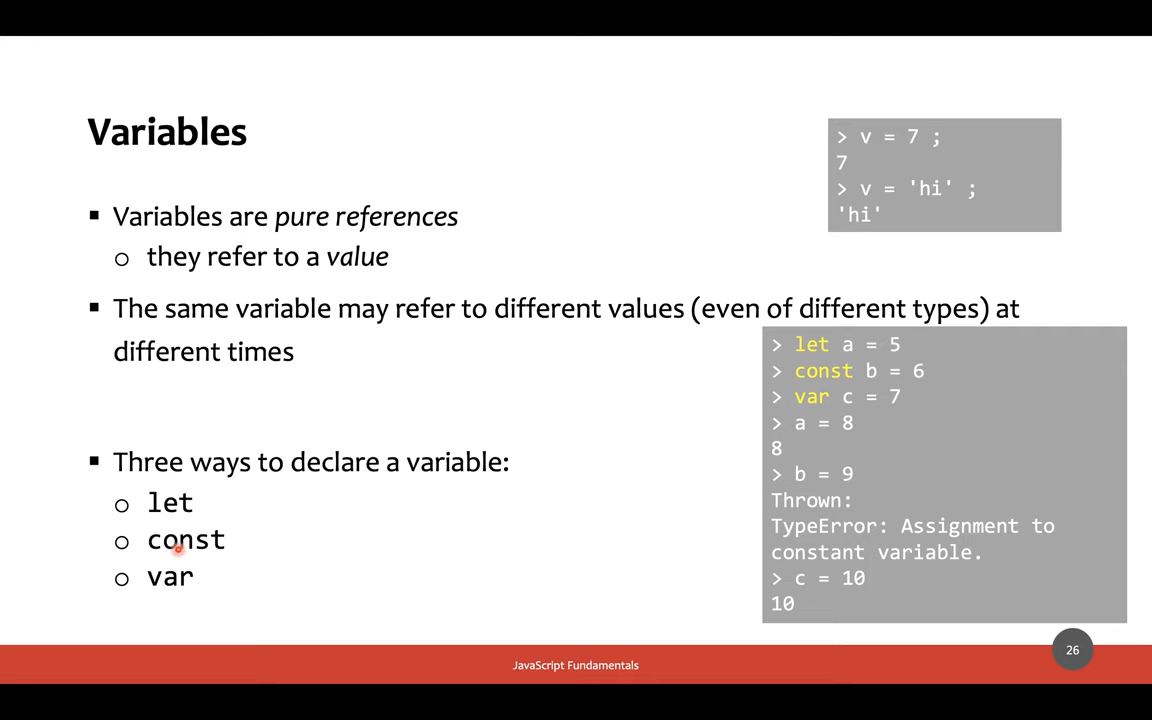 Variables
> v = 7 ;
7
> v = 'hi' ;
'hi'
▪ Variables are pure references
o they refer to a value
▪ The same variable may refer to different values (even of different types) at
different times
> let a = 5
> const b = 6
> var c = 7
> a = 8
8
> b = 9
Thrown:
TypeError: Assignment to
constant variable.
> c = 10
10
▪ Three ways to declare a variable:
o let
o const
o var
JavaScript Fundamentals
26